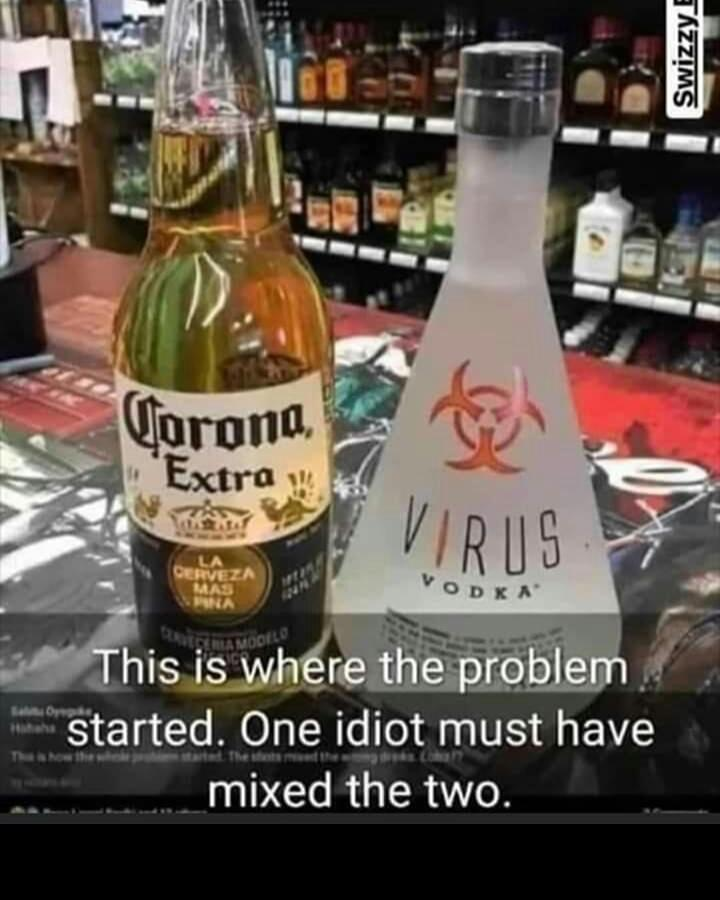 Swizzy
Corona
Extra
LA
CERVEZA
MAS
FINA
CERVECERIA MODELO
VIRUS
VODKA
This is where the problem
started. One idiot must have
mixed the two.
Hahaha